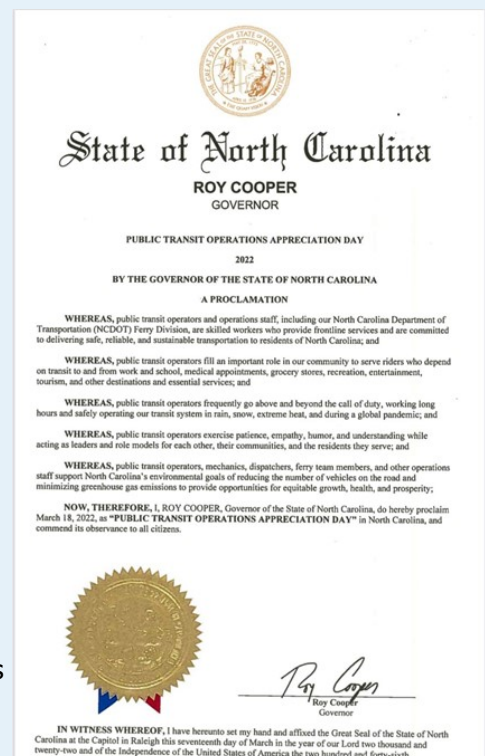 THE GREAT SEAL OF THE STATE OF NORTH CAROLINA
State of North Carolina
ROY COOPER
GOVERNOR
PUBLIC TRANSIT OPERATIONS APPRECIATION DAY
2022
BY THE GOVERNOR OF THE STATE OF NORTH CAROLINA
A PROCLAMATION
WHEREAS, public transit operators and operations staff, including our North Carolina Department of
Transportation (NCDOT) Ferry Division, are skilled workers who provide frontline services and are committed
to delivering safe, reliable, and sustainable transportation to residents of North Carolina; and
WHEREAS, public transit operators fill an important role in our community to serve riders who depend
on transit to and from work and school, medical appointments, grocery stores, recreation, entertainment,
tourism, and other destinations and essential services; and
WHEREAS, public transit operators frequently go above and beyond the call of duty, working long
hours and safely operating our transit system in rain, snow, extreme heat, and during a global pandemic; and
WHEREAS, public transit operators exercise patience, empathy, humor, and understanding while
acting as leaders and role models for each other, their communities, and the residents they serve; and
WHEREAS, public transit operators, mechanics, dispatchers, ferry team members, and other operations
staff support North Carolina's environmental goals of reducing the number of vehicles on the road and
minimizing greenhouse gas emissions to provide opportunities for equitable growth, health, and prosperity;
NOW, THEREFORE, I, ROY COOPER, Governor of the State of North Carolina, do hereby proclaim
March 18, 2022, as "PUBLIC TRANSIT OPERATIONS APPRECIATION DAY" in North Carolina, and
commend its observance to all citizens.
s
Roy Cooper
Roy Cooper
Governor
IN WITNESS WHEREOF, I have hereunto set my hand and affixed the Great Seal of the State of North
Carolina at the Capitol in Raleigh this seventeenth day of March in the year of our Lord two thousand and
twenty-two and of the Independence of the United States of America the two hundred and forty-sixth